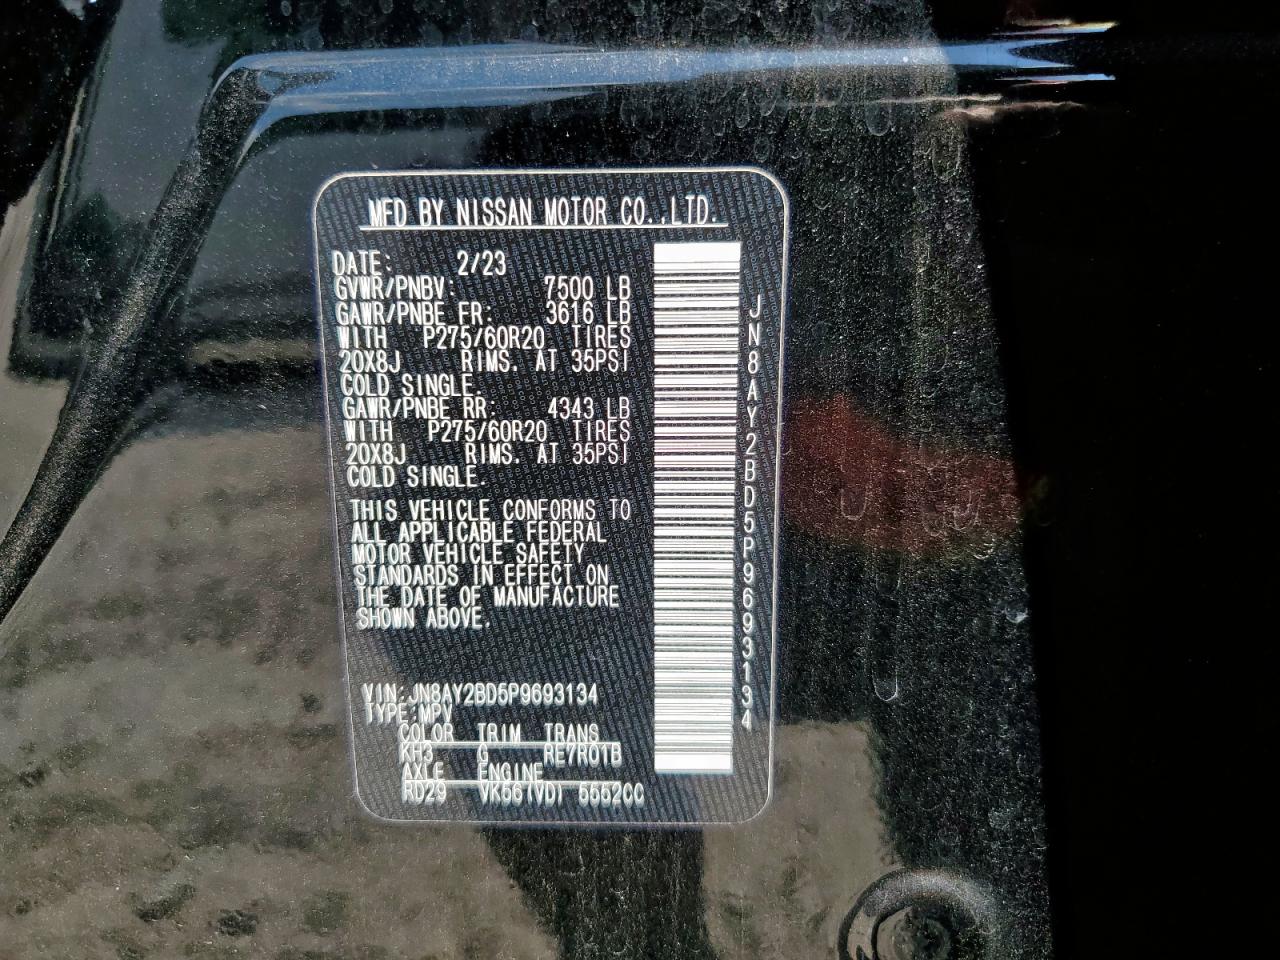 MFD BY NISSAN MOTOR CO.,LTD.
DATE: 2/23
GVWR/PNBV: 7500 LB
GAWR/PNBE FR: 3616 LB
WITH P275/60R20 TIRES
20X8J RIMS. AT 35PSI
COLD SINGLE.
GAWR/PNBE RR: 4343 LB
WITH P275/60R20 TIRES
20X8J RIMS. AT 35PSI
COLD SINGLE.
THIS VEHICLE CONFORMS TO
ALL APPLICABLE FEDERAL
MOTOR VEHICLE SAFETY
STANDARDS IN EFFECT ON
THE DATE OF MANUFACTURE
SHOWN ABOVE.
VIN:JN8AY2BD5P9693134
TYPE:MPV
COLOR TRIM TRANS
KH3 G RE7R01B
AXLE ENGINE
RD29 VK56(VD) 5552CC
JN8AY2BD5P9693134